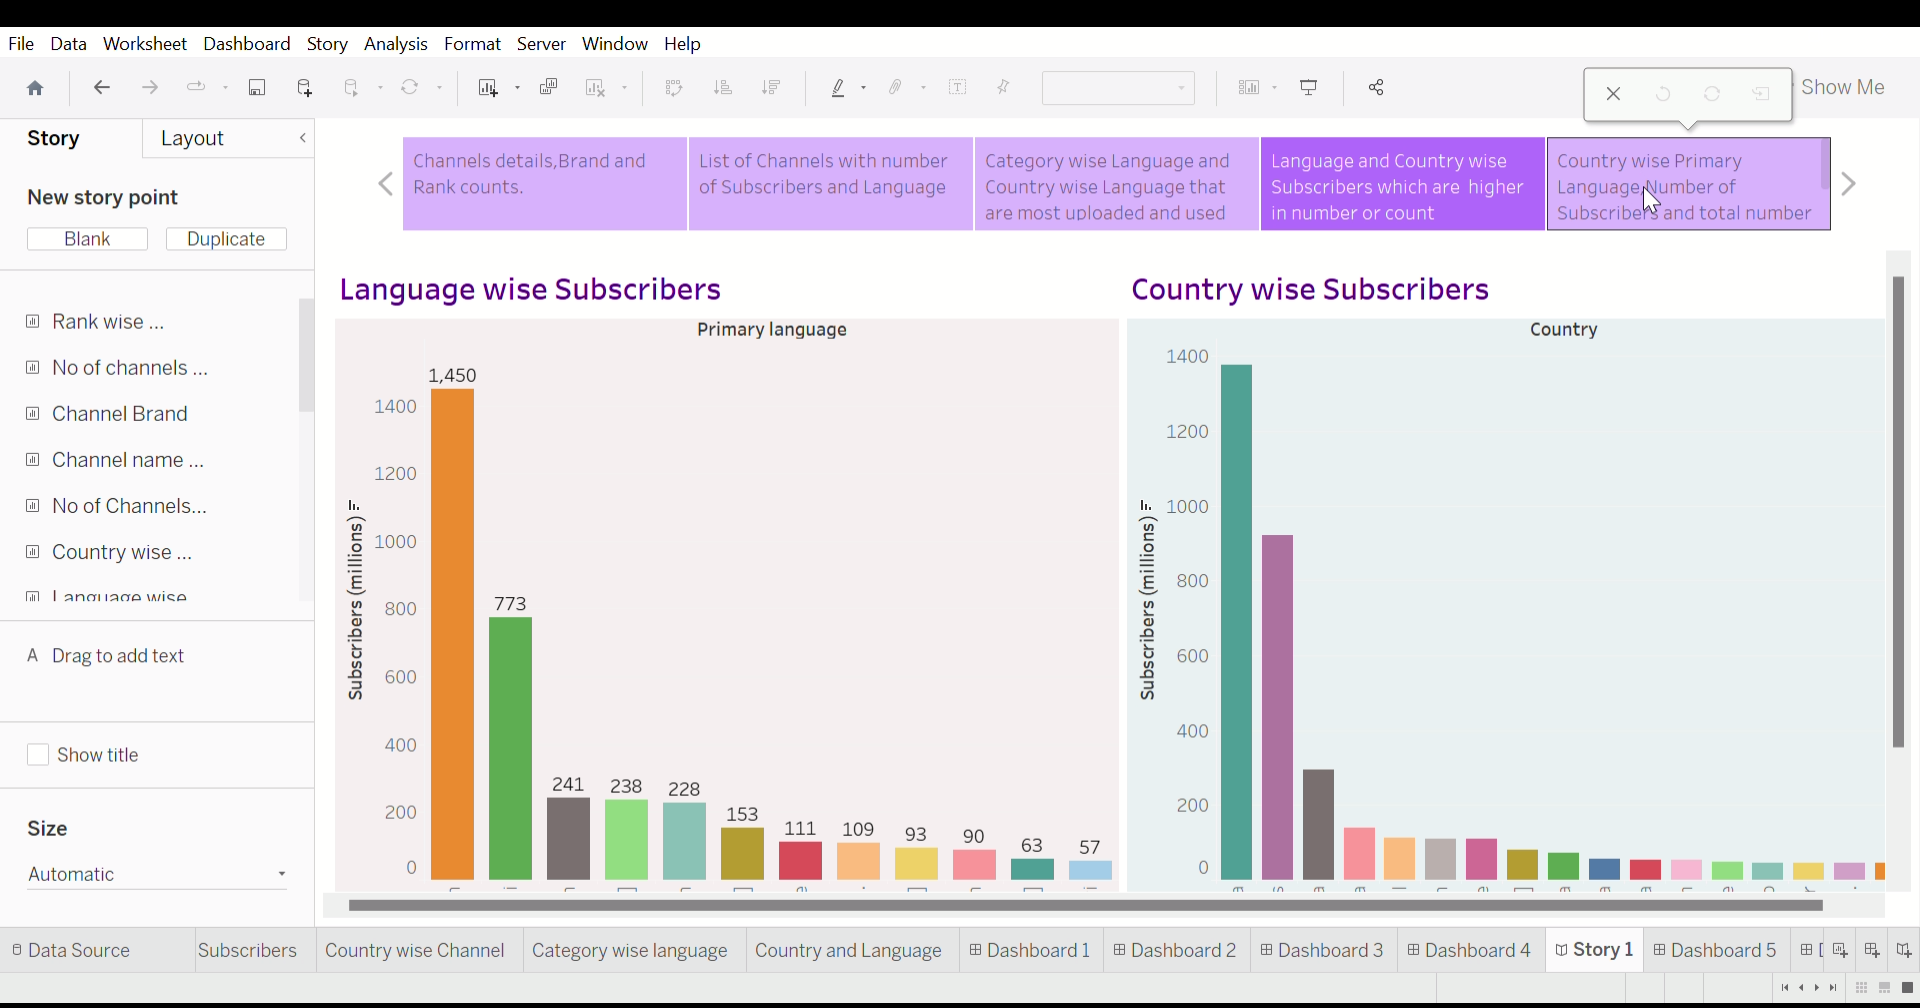 File Data Worksheet Dashboard Story Analysis Format Server Window Help
Show Me
Story Layout
New story point
Blank Duplicate
Rank wise ...
No of channels ...
Channel Brand
Channel name ...
No of Channels...
Country wise ...
Language wise
A Drag to add text
Show title
Size
Automatic
Channels details,Brand and
Rank counts.
List of Channels with number
of Subscribers and Language
Category wise Language and
Country wise Language that
are most uploaded and used
Language and Country wise
Subscribers which are higher
in number or count
Country wise Primary
Language,Number of
Subscribers and total number
Language wise Subscribers
Primary language
Subscribers (millions)
1400
1200
1000
800
600
400
200
0
1,450
773
241
238
228
153
111
109
93
90
63
57
Country wise Subscribers
Country
Subscribers (millions)
1400
1200
1000
800
600
400
200
0
Data Source Subscribers Country wise Channel Category wise language Country and Language Dashboard 1 Dashboard 2 Dashboard 3 Dashboard 4 Story 1 Dashboard 5